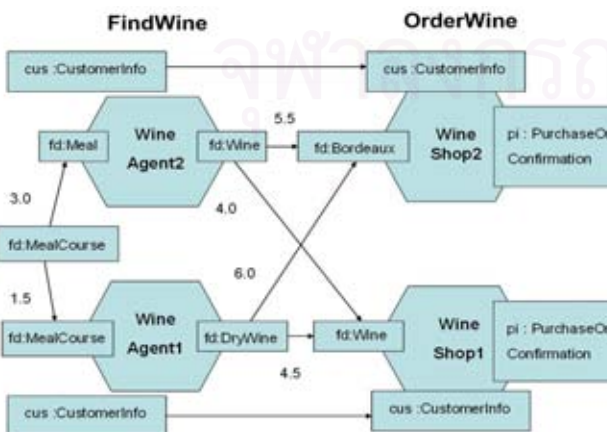 FindWine
OrderWine
cus :CustomerInfo
cus :CustomerInfo
fd:Meal
Wine
Agent2
fd:Wine
5.5
fd:Bordeaux
Wine
Shop2
pi : PurchaseOr
Confirmation
3.0
4.0
fd:MealCourse
6.0
1.5
fd:MealCourse
Wine
Agent1
fd:DryWine
4.5
fd:Wine
Wine
Shop1
pi : PurchaseOr
Confirmation
cus :CustomerInfo
cus :CustomerInfo